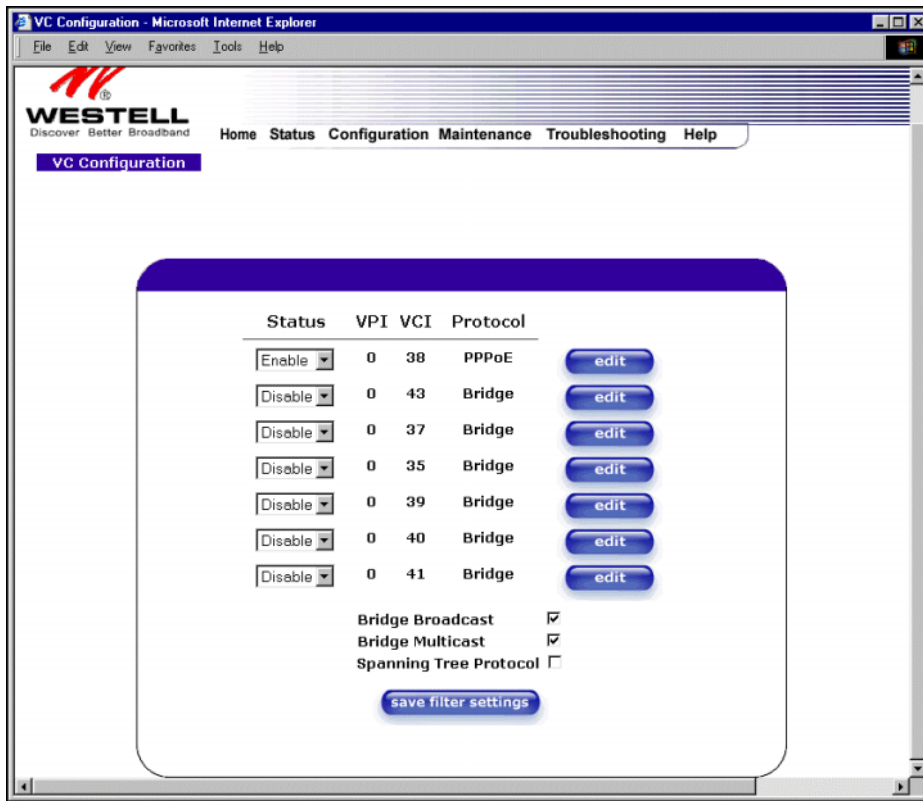 VC Configuration - Microsoft Internet Explorer
File Edit View Favorites Tools Help
®
WESTELL
Discover Better Broadband
Home Status Configuration Maintenance Troubleshooting Help
VC Configuration
Status VPI VCI Protocol
Enable 0 38 PPPoE edit
Disable 0 43 Bridge edit
Disable 0 37 Bridge edit
Disable 0 35 Bridge edit
Disable 0 39 Bridge edit
Disable 0 40 Bridge edit
Disable 0 41 Bridge edit
Bridge Broadcast
Bridge Multicast
Spanning Tree Protocol
save filter settings